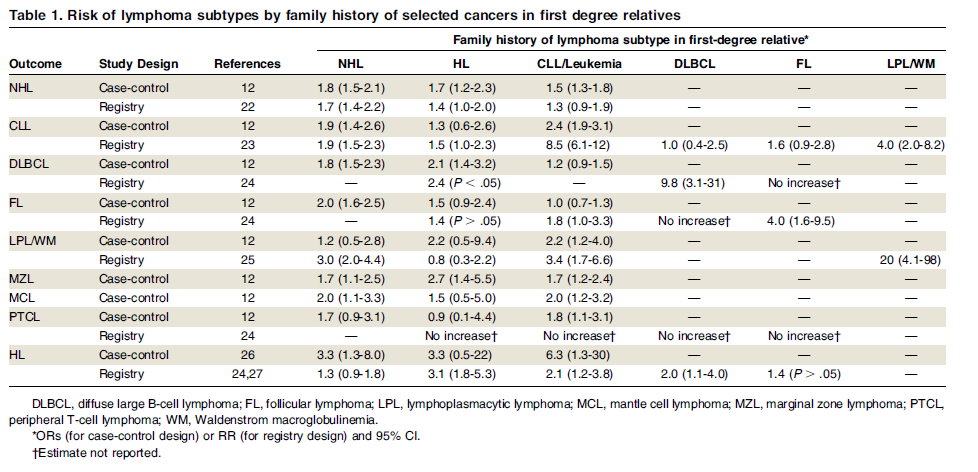 Table 1. Risk of lymphoma subtypes by family history of selected cancers in first degree relatives
Family history of lymphoma subtype in first-degree relative*
Outcome Study Design References NHL HL CLL/Leukemia DLBCL FL LPL/WM
NHL Case-control 12 1.8 (1.5-2.1) 1.7 (1.2-2.3) 1.5 (1.3-1.8) — — —
Registry 22 1.7 (1.4-2.2) 1.4 (1.0-2.0) 1.3 (0.9-1.9) — — —
CLL Case-control 12 1.9 (1.4-2.6) 1.3 (0.6-2.6) 2.4 (1.9-3.1) — — —
Registry 23 1.9 (1.5-2.3) 1.5 (1.0-2.3) 8.5 (6.1-12) 1.0 (0.4-2.5) 1.6 (0.9-2.8) 4.0 (2.0-8.2)
DLBCL Case-control 12 1.8 (1.5-2.3) 2.1 (1.4-3.2) 1.2 (0.9-1.5) — — —
Registry 24 — 2.4 (P < .05) — 9.8 (3.1-31) No increase† —
FL Case-control 12 2.0 (1.6-2.5) 1.5 (0.9-2.4) 1.0 (0.7-1.3) — — —
Registry 24 — 1.4 (P > .05) 1.8 (1.0-3.3) No increase† 4.0 (1.6-9.5) —
LPL/WM Case-control 12 1.2 (0.5-2.8) 2.2 (0.5-9.4) 2.2 (1.2-4.0) — — —
Registry 25 3.0 (2.0-4.4) 0.8 (0.3-2.2) 3.4 (1.7-6.6) — — 20 (4.1-98)
MZL Case-control 12 1.7 (1.1-2.5) 2.7 (1.4-5.5) 1.7 (1.2-2.4) — — —
MCL Case-control 12 2.0 (1.1-3.3) 1.5 (0.5-5.0) 2.0 (1.2-3.2) — — —
PTCL Case-control 12 1.7 (0.9-3.1) 0.9 (0.1-4.4) 1.8 (1.1-3.1) — — —
Registry 24 — No increase† No increase† No increase† No increase† —
HL Case-control 26 3.3 (1.3-8.0) 3.3 (0.5-22) 6.3 (1.3-30) — — —
Registry 24,27 1.3 (0.9-1.8) 3.1 (1.8-5.3) 2.1 (1.2-3.8) 2.0 (1.1-4.0) 1.4 (P > .05) —
DLBCL, diffuse large B-cell lymphoma; FL, follicular lymphoma; LPL, lymphoplasmacytic lymphoma; MCL, mantle cell lymphoma; MZL, marginal zone lymphoma; PTCL,
peripheral T-cell lymphoma; WM, Waldenstrom macroglobulinemia.
*ORs (for case-control design) or RR (for registry design) and 95% CI.
†Estimate not reported.